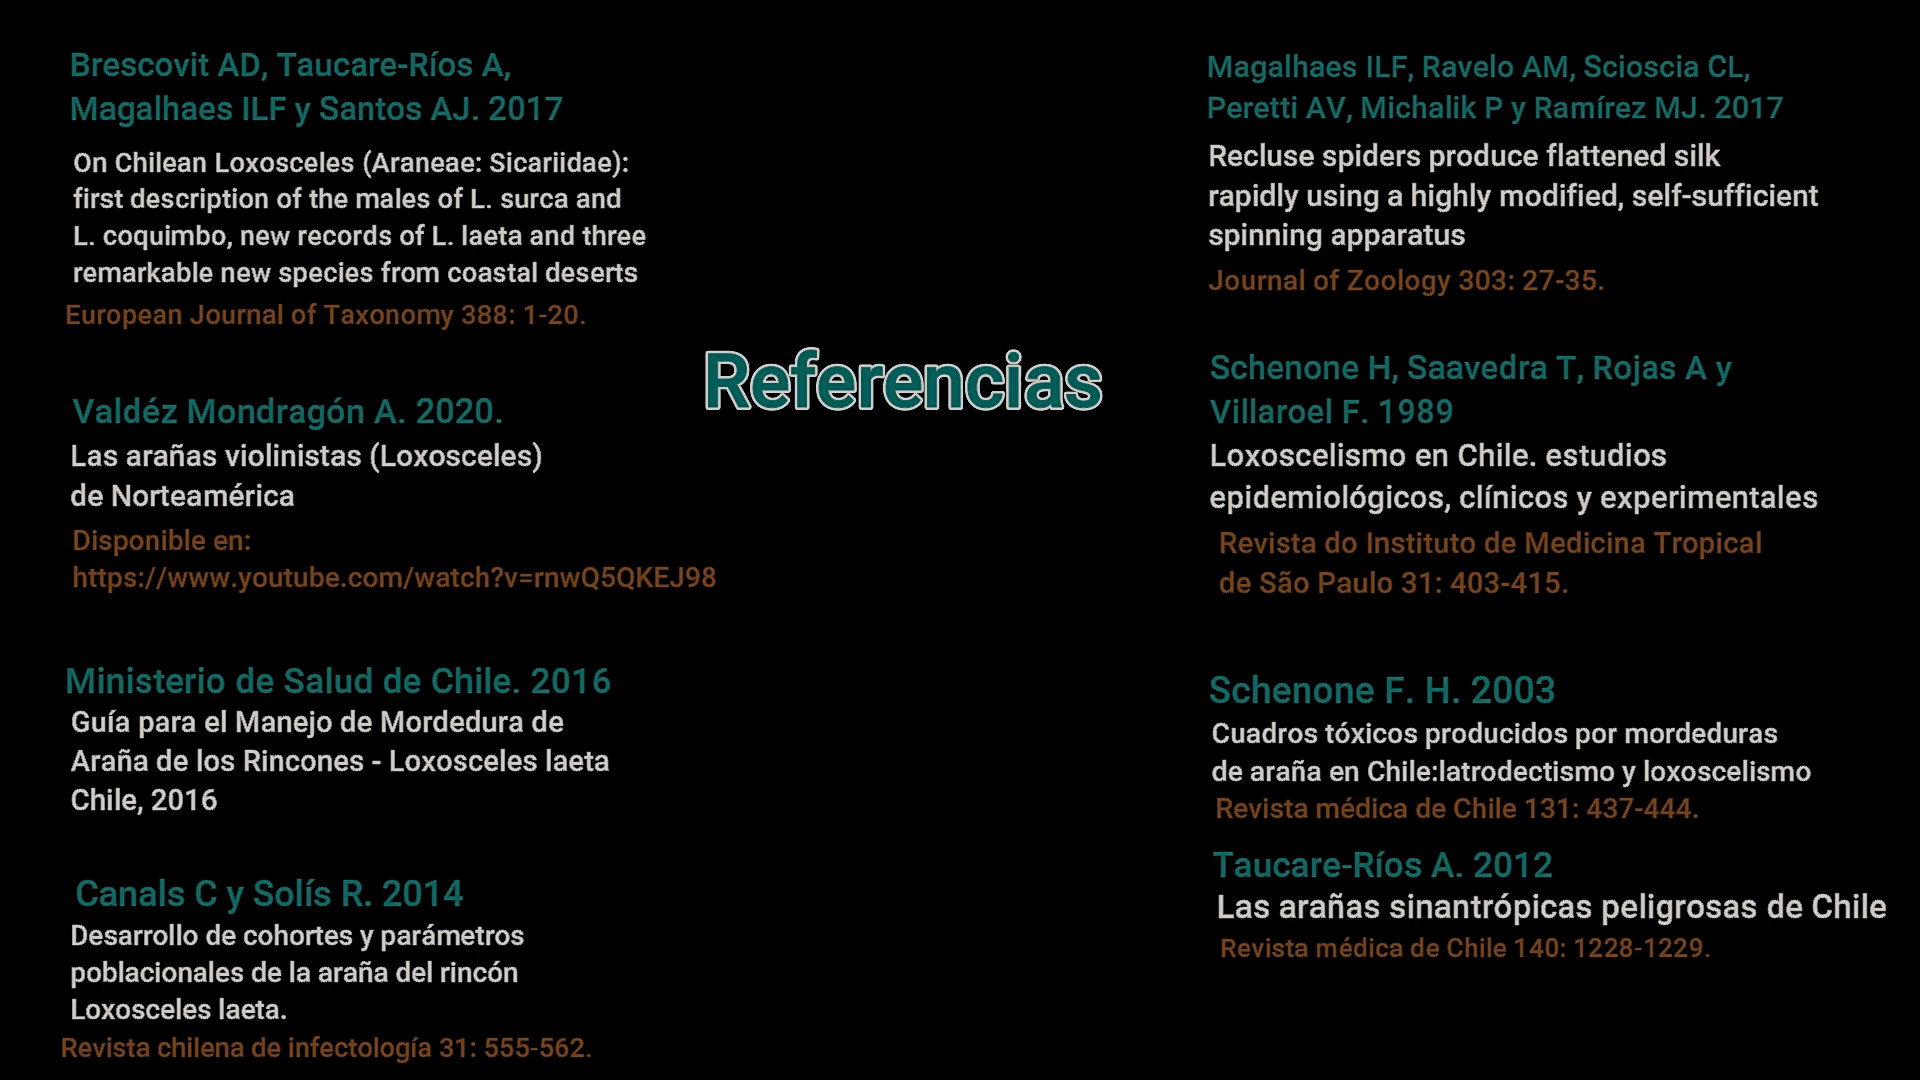 Brescovit AD, Taucare-Ríos A,
Magalhaes ILF y Santos AJ. 2017
On Chilean Loxosceles (Araneae: Sicariidae):
first description of the males of L. surca and
L. coquimbo, new records of L. laeta and three
remarkable new species from coastal deserts
European Journal of Taxonomy 388: 1-20.
Valdéz Mondragón A. 2020.
Las arañas violinistas (Loxosceles)
de Norteamérica
Disponible en:
https://www.youtube.com/watch?v=rnwQ5QKEJ98
Ministerio de Salud de Chile. 2016
Guía para el Manejo de Mordedura de
Araña de los Rincones - Loxosceles laeta
Chile, 2016
Canals C y Solís R. 2014
Desarrollo de cohortes y parámetros
poblacionales de la araña del rincón
Loxosceles laeta.
Revista chilena de infectología 31: 555-562.
Referencias
Magalhaes ILF, Ravelo AM, Scioscia CL,
Peretti AV, Michalik P y Ramírez MJ. 2017
Recluse spiders produce flattened silk
rapidly using a highly modified, self-sufficient
spinning apparatus
Journal of Zoology 303: 27-35.
Schenone H, Saavedra T, Rojas A y
Villaroel F. 1989
Loxoscelismo en Chile. estudios
epidemiológicos, clínicos y experimentales
Revista do Instituto de Medicina Tropical
de São Paulo 31: 403-415.
Schenone F. H. 2003
Cuadros tóxicos producidos por mordeduras
de araña en Chile:latrodectismo y loxoscelismo
Revista médica de Chile 131: 437-444.
Taucare-Ríos A. 2012
Las arañas sinantrópicas peligrosas de Chile
Revista médica de Chile 140: 1228-1229.